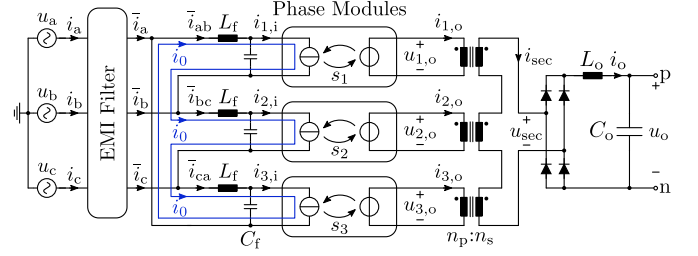 Phase Modules
u_a i_a ī_a ī_ab L_f i_1,i i_1,o
i_0 s_1 u_1,o + − i_sec
u_b i_b ī_b ī_bc L_f i_2,i i_2,o L_o i_o p
EMI Filter
i_0 s_2 u_2,o + − u_sec + − C_o u_o + −
u_c i_c ī_c ī_ca L_f i_3,i i_3,o n
i_0 s_3 u_3,o + −
C_f n_p:n_s